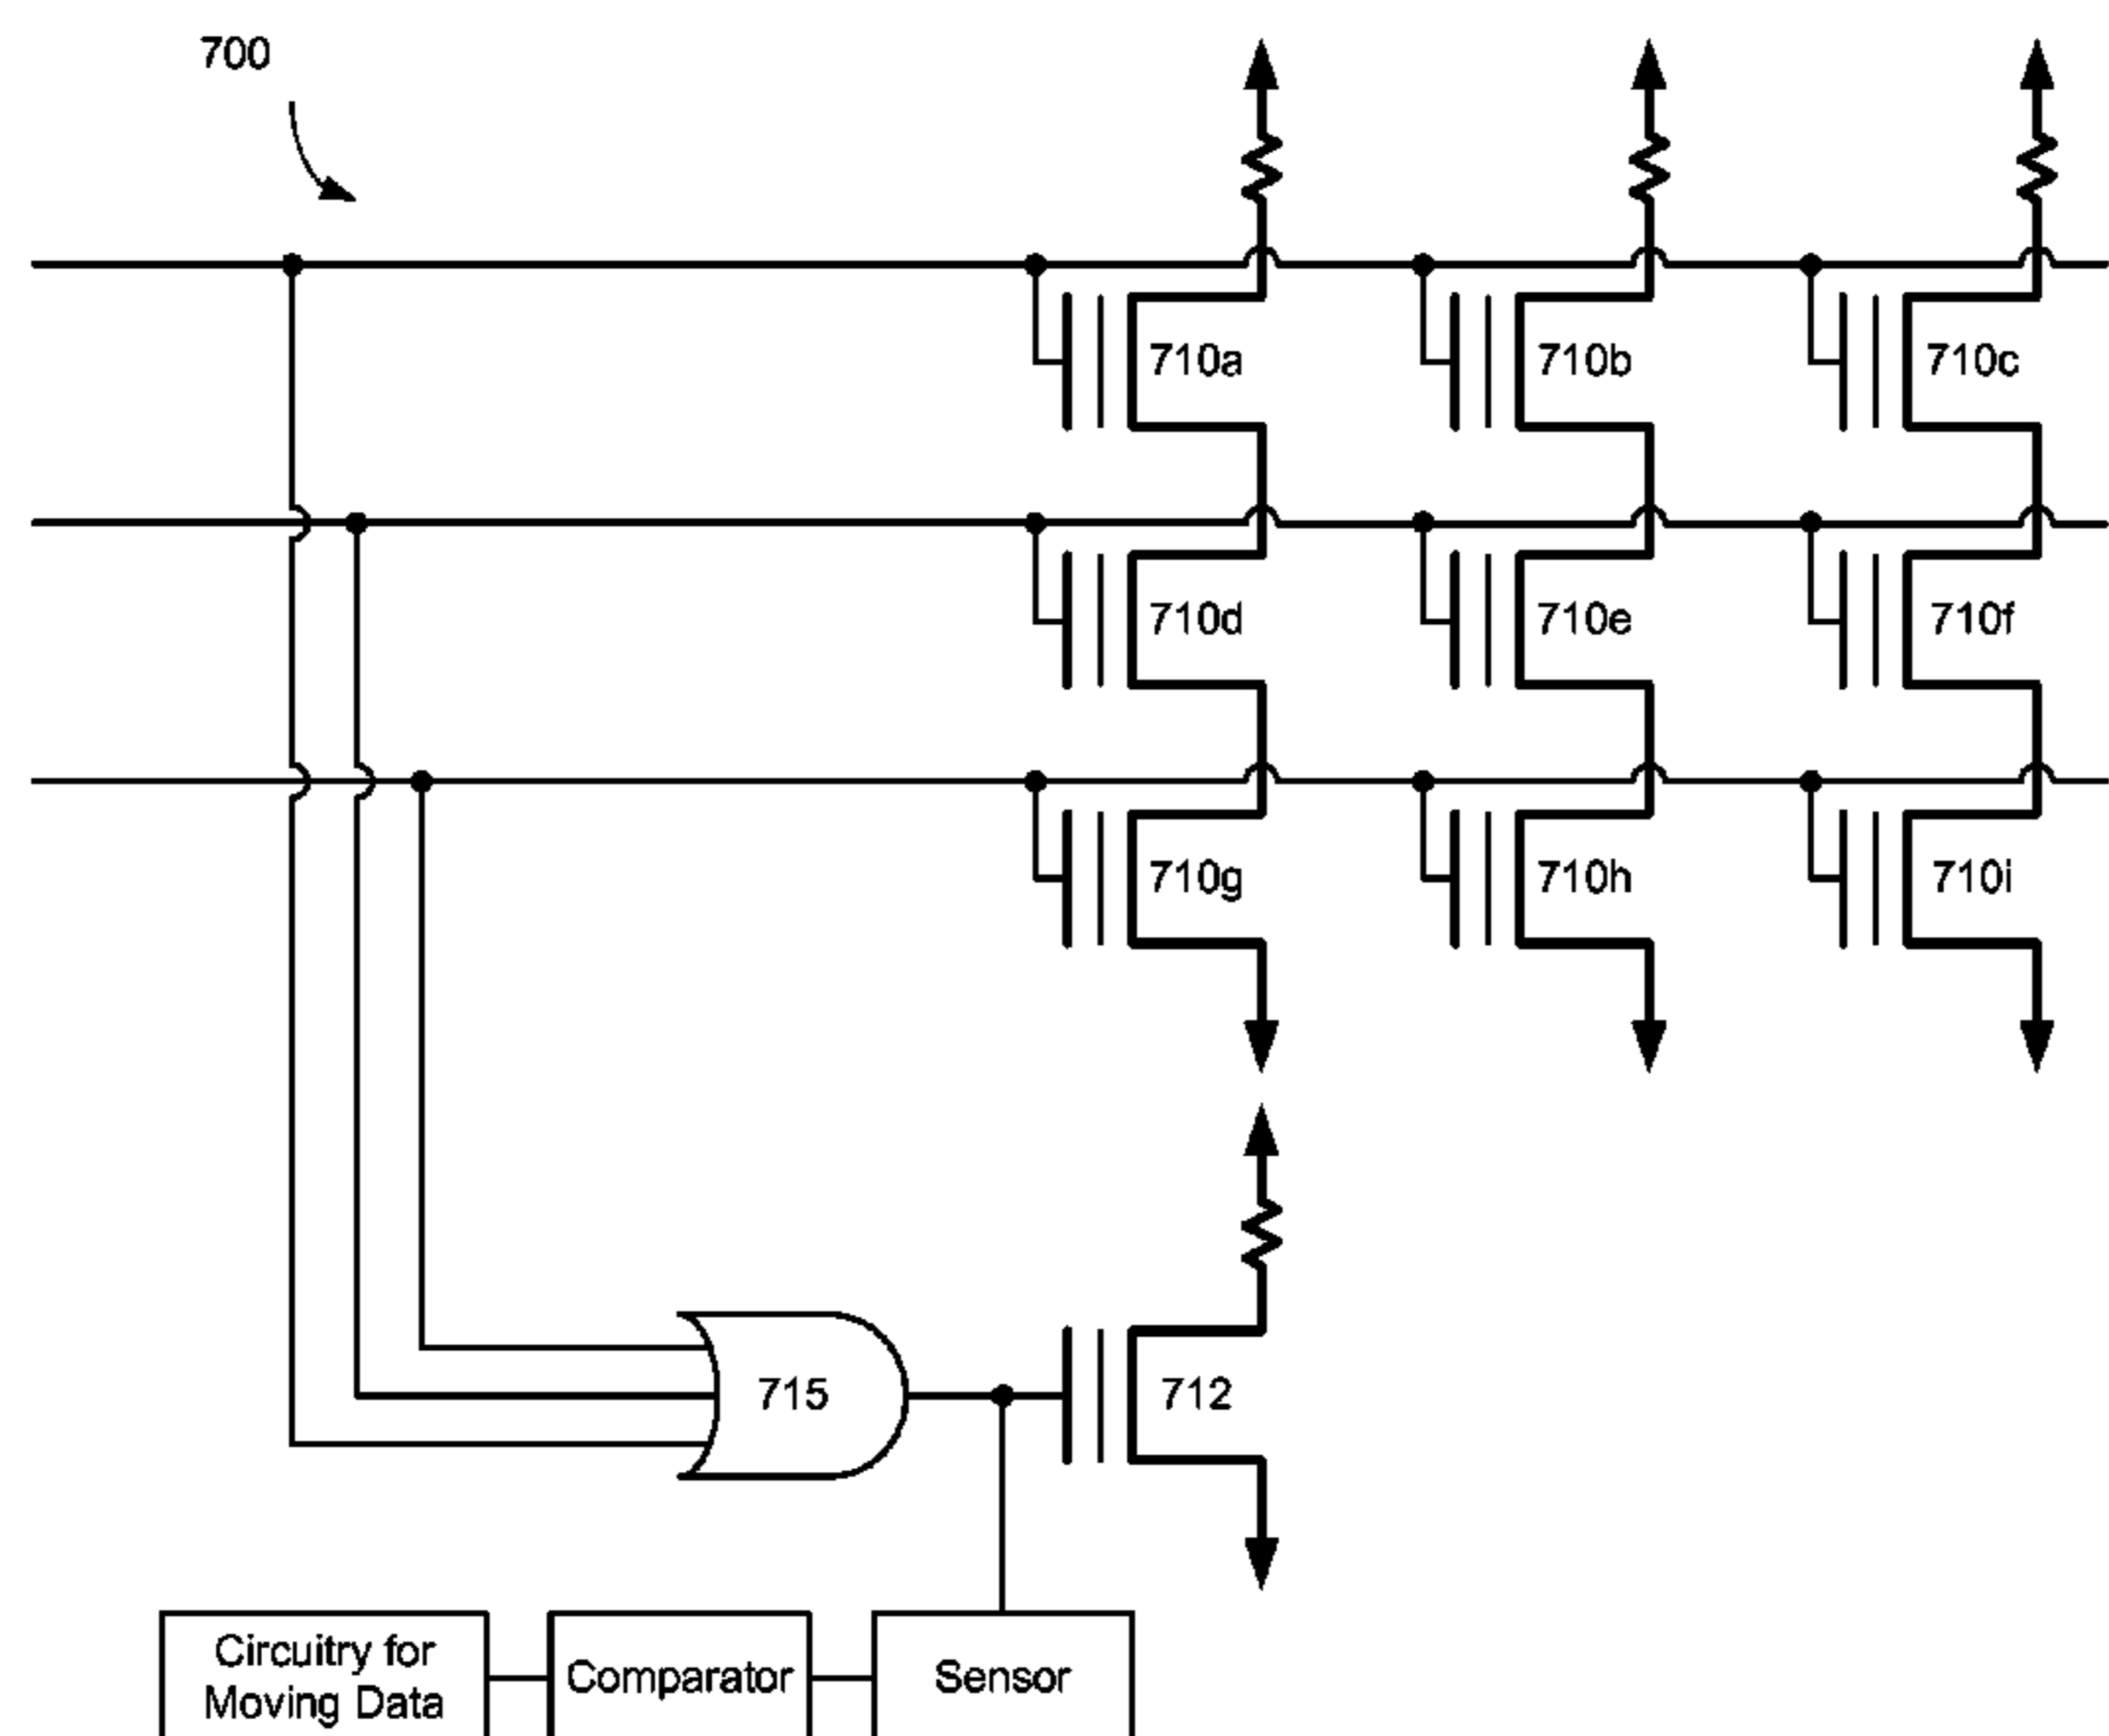 700
710a
710b
710c
710d
710e
710f
710g
710h
710i
715
712
Circuitry for
Moving Data
Comparator
Sensor